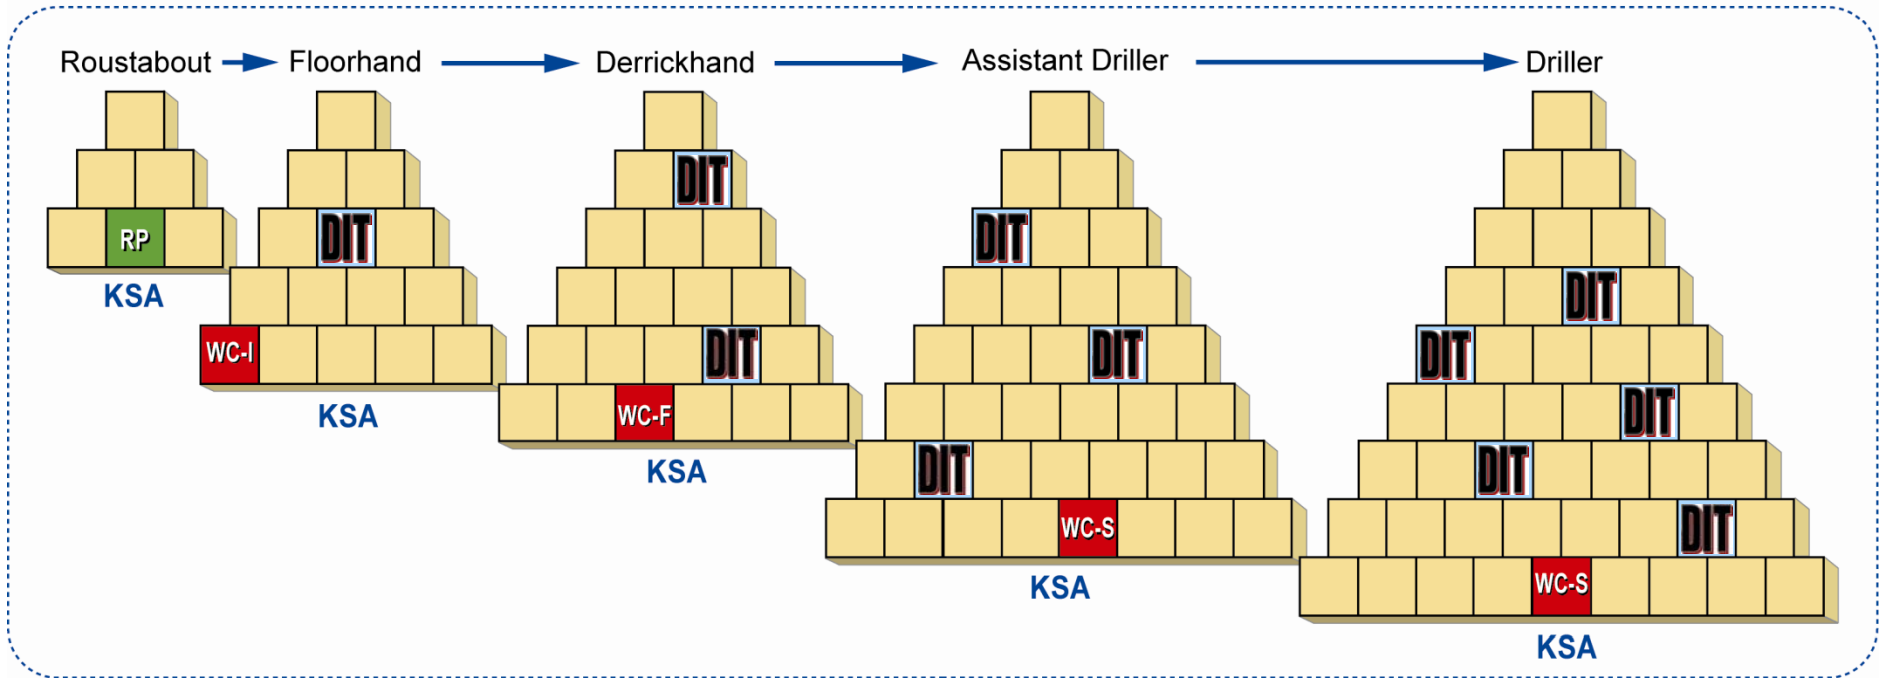 Roustabout Floorhand Derrickhand Assistant Driller Driller
DIT
RP DIT DIT
KSA
DIT
WC-I DIT DIT DIT
KSA WC-F DIT
KSA DIT DIT
WC-S DIT
KSA WC-S
KSA